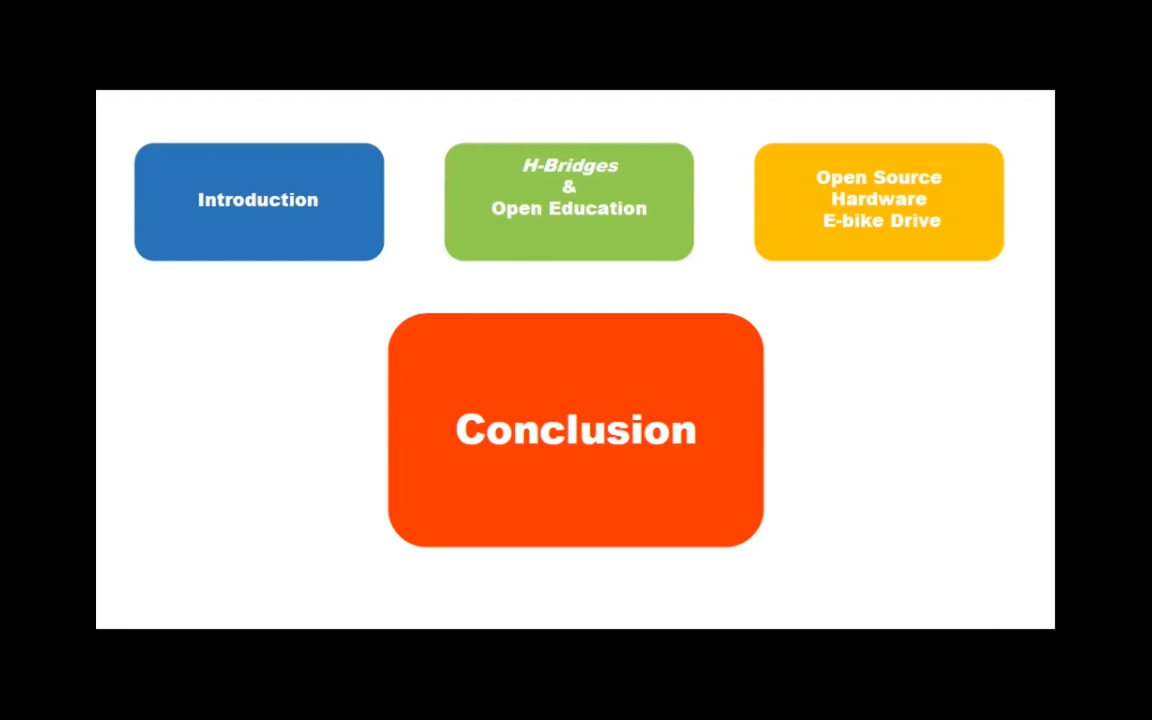 Introduction
H-Bridges
&
Open Education
Open Source
Hardware
E-bike Drive
Conclusion